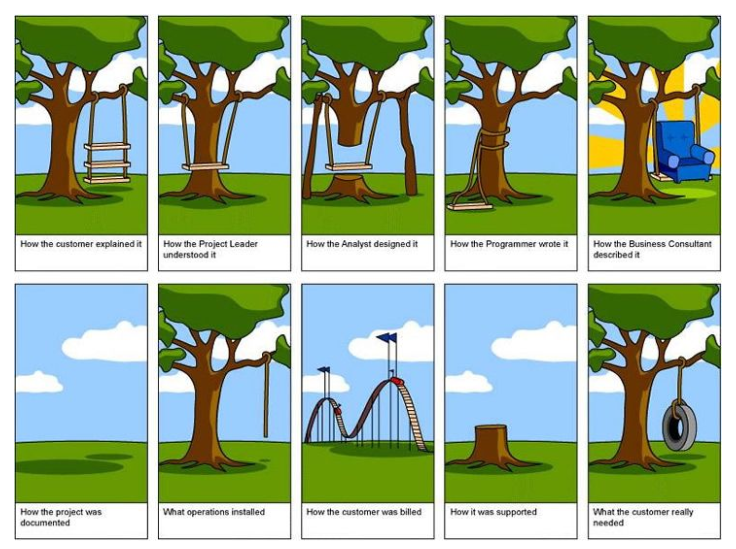 How the customer explained it
How the Project Leader
understood it
How the Analyst designed it
How the Programmer wrote it
How the Business Consultant
described it
How the project was
documented
What operations installed
How the customer was billed
How it was supported
What the customer really
needed